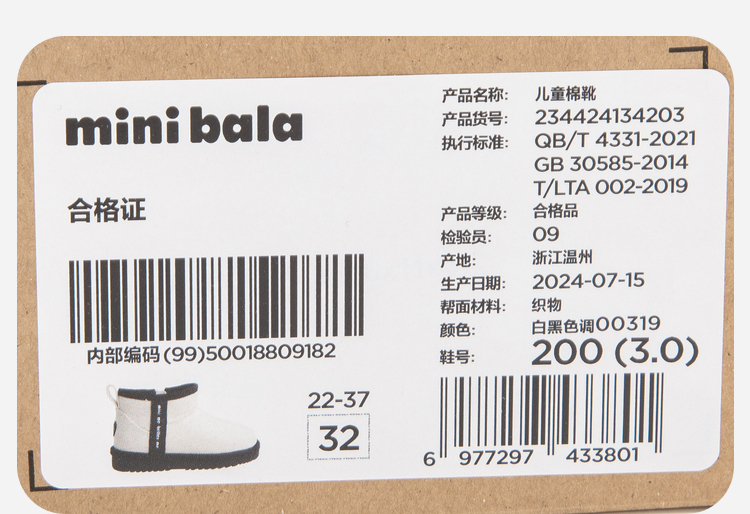 mini bala
合格证
内部编码(99)50018809182
22-37
32
产品名称: 儿童棉靴
产品货号: 234424134203
执行标准: QB/T 4331-2021
GB 30585-2014
T/LTA 002-2019
产品等级: 合格品
检验员: 09
产地: 浙江温州
生产日期: 2024-07-15
帮面材料: 织物
颜色: 白黑色调00319
鞋号: 200 (3.0)
6 977297 433801